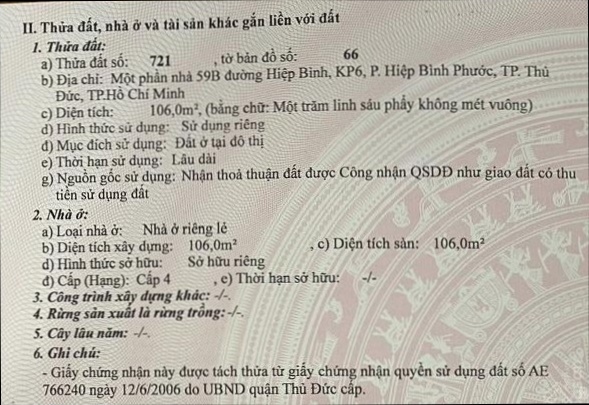 II. Thửa đất, nhà ở và tài sản khác gắn liền với đất
1. Thửa đất:
a) Thửa đất số: 721 , tờ bản đồ số: 66
b) Địa chỉ: Một phần nhà 59B đường Hiệp Bình, KP6, P. Hiệp Bình Phước, TP. Thủ
Đức, TP.Hồ Chí Minh
c) Diện tích: 106,0m², (bằng chữ: Một trăm linh sáu phẩy không mét vuông)
d) Hình thức sử dụng: Sử dụng riêng
đ) Mục đích sử dụng: Đất ở tại đô thị
e) Thời hạn sử dụng: Lâu dài
g) Nguồn gốc sử dụng: Nhận thoả thuận đất được Công nhận QSDĐ như giao đất có thu
tiền sử dụng đất
2. Nhà ở:
a) Loại nhà ở: Nhà ở riêng lẻ
b) Diện tích xây dựng: 106,0m² , c) Diện tích sàn: 106,0m²
d) Hình thức sở hữu: Sở hữu riêng
đ) Cấp (Hạng): Cấp 4 , e) Thời hạn sở hữu: -/-
3. Công trình xây dựng khác: -/-.
4. Rừng sản xuất là rừng trồng: -/-.
5. Cây lâu năm: -/-.
6. Ghi chú:
- Giấy chứng nhận này được tách thửa từ giấy chứng nhận quyền sử dụng đất số AE
766240 ngày 12/6/2006 do UBND quận Thủ Đức cấp.